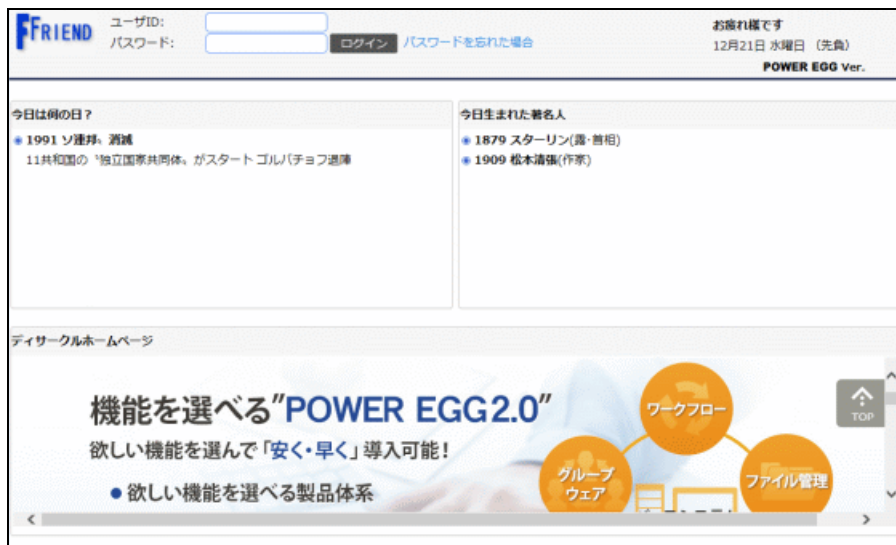 FFRIEND
ユーザID:
パスワード:
ログイン パスワードを忘れた場合
お疲れ様です
12月21日 水曜日 (先負)
POWER EGG Ver.
今日は何の日?
1991 ソ連邦、消滅
11共和国の〝独立国家共同体〟がスタート ゴルバチョフ退陣
今日生まれた著名人
1879 スターリン(露·首相)
1909 松本清張(作家)
ディサークルホームページ
機能を選べる"POWER EGG2.0"
欲しい機能を選んで「安く・早く」導入可能!
●欲しい機能を選べる製品体系
ワークフロー
グループ
ウェア
ファイル管理
TOP